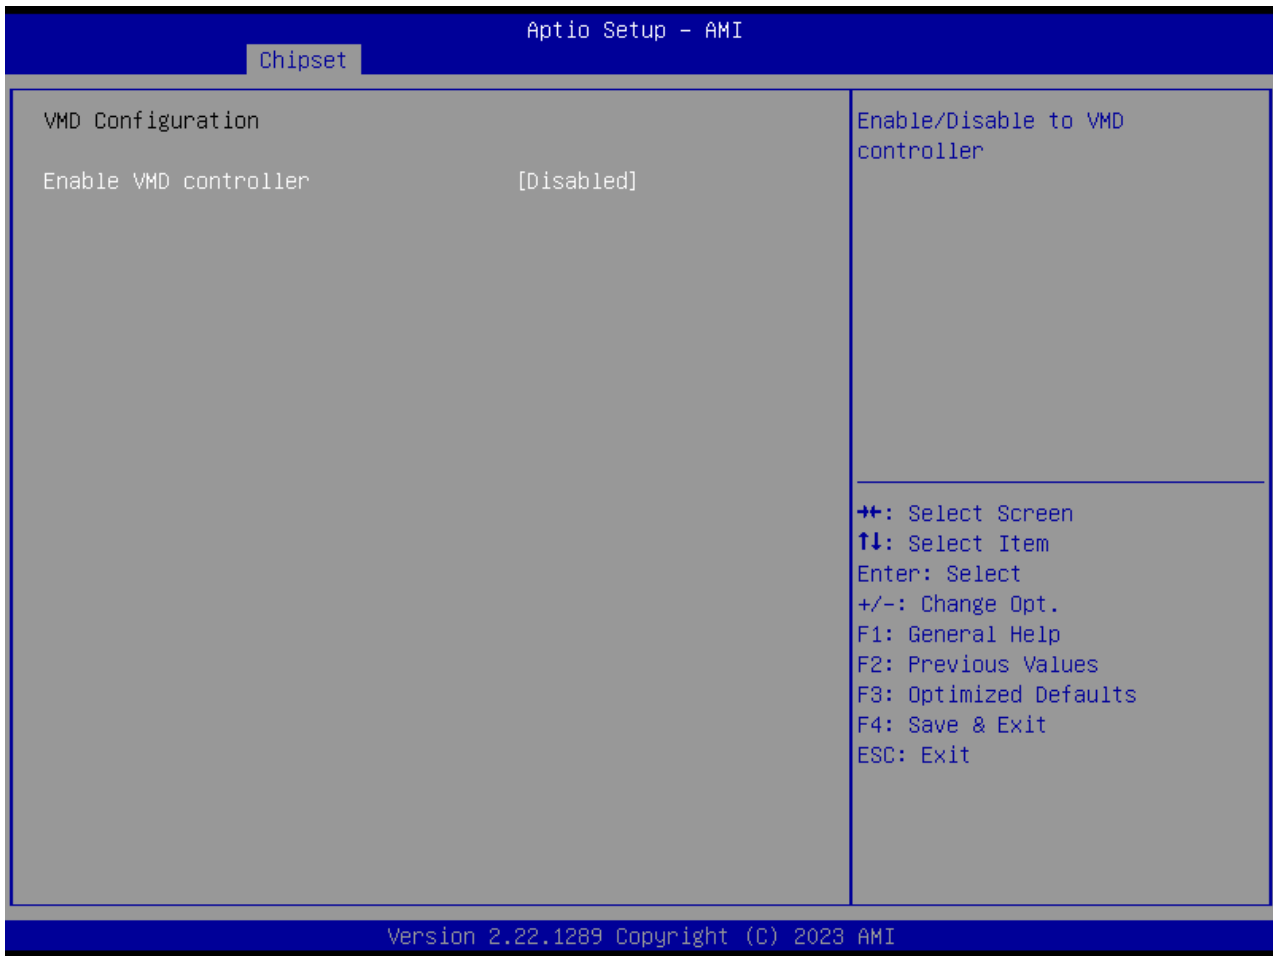 Aptio Setup – AMI
Chipset
VMD Configuration
Enable VMD controller [Disabled]
Enable/Disable to VMD
controller
→←: Select Screen
↑↓: Select Item
Enter: Select
+/-: Change Opt.
F1: General Help
F2: Previous Values
F3: Optimized Defaults
F4: Save & Exit
ESC: Exit
Version 2.22.1289 Copyright (C) 2023 AMI